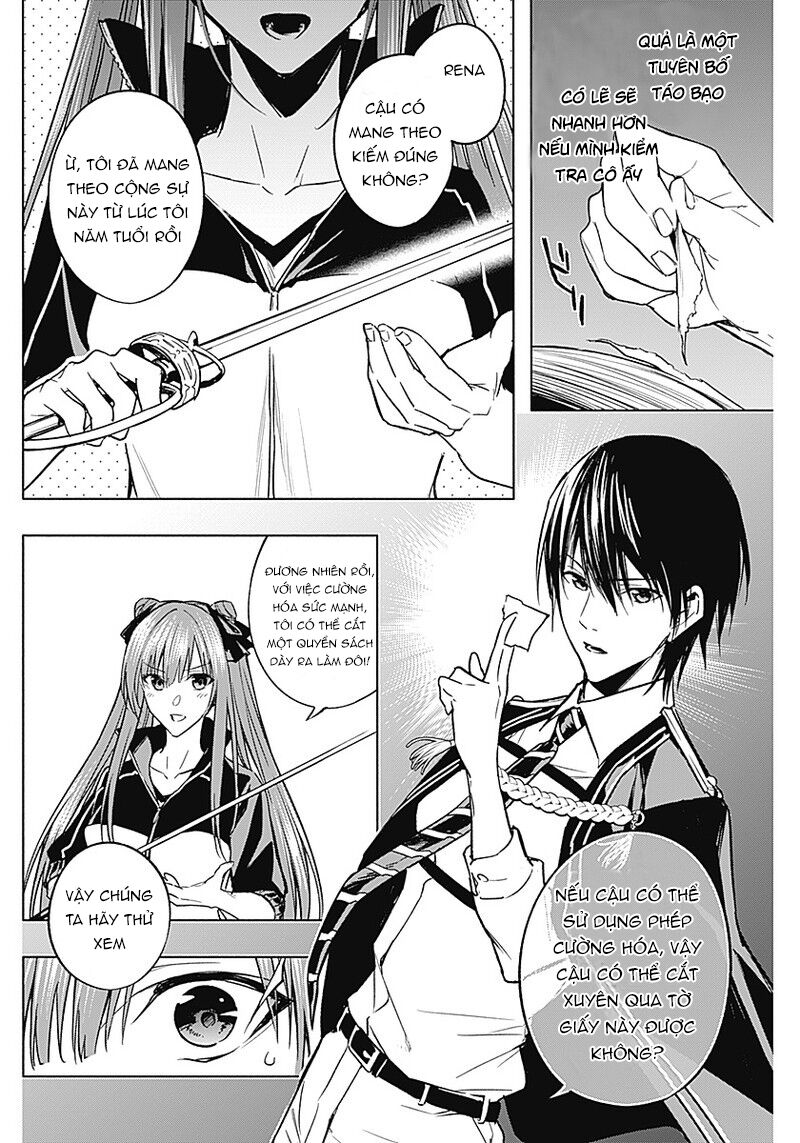 QUẢ LÀ MỘT
TUYÊN BỐ
TÁO BẠO
CÓ LẼ SẼ
NHANH HƠN
NẾU MÌNH KIỂM
TRA CÔ ẤY
RENA
CẬU CÓ
MANG THEO
KIẾM ĐÚNG
KHÔNG?
Ừ, TÔI ĐÃ MANG
THEO CỘNG SỰ
NÀY TỪ LÚC TÔI
NĂM TUỔI RỒI
NẾU CẬU CÓ THỂ
SỬ DỤNG PHÉP
CƯỜNG HÓA, VẬY
CẬU CÓ THỂ CẮT
XUYÊN QUA TỜ
GIẤY NÀY ĐƯỢC
KHÔNG?
ĐƯƠNG NHIÊN RỒI,
VỚI VIỆC CƯỜNG
HÓA SỨC MẠNH,
TÔI CÓ THỂ CẮT
MỘT QUYỂN SÁCH
DÀY RA LÀM ĐÔI!
VẬY CHÚNG
TA HÃY THỬ
XEM